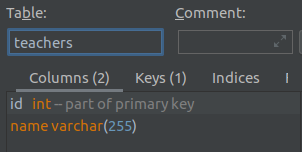 Table: Comment:
teachers
Columns (2) Keys (1) Indices
id int – part of primary key
name varchar(255)